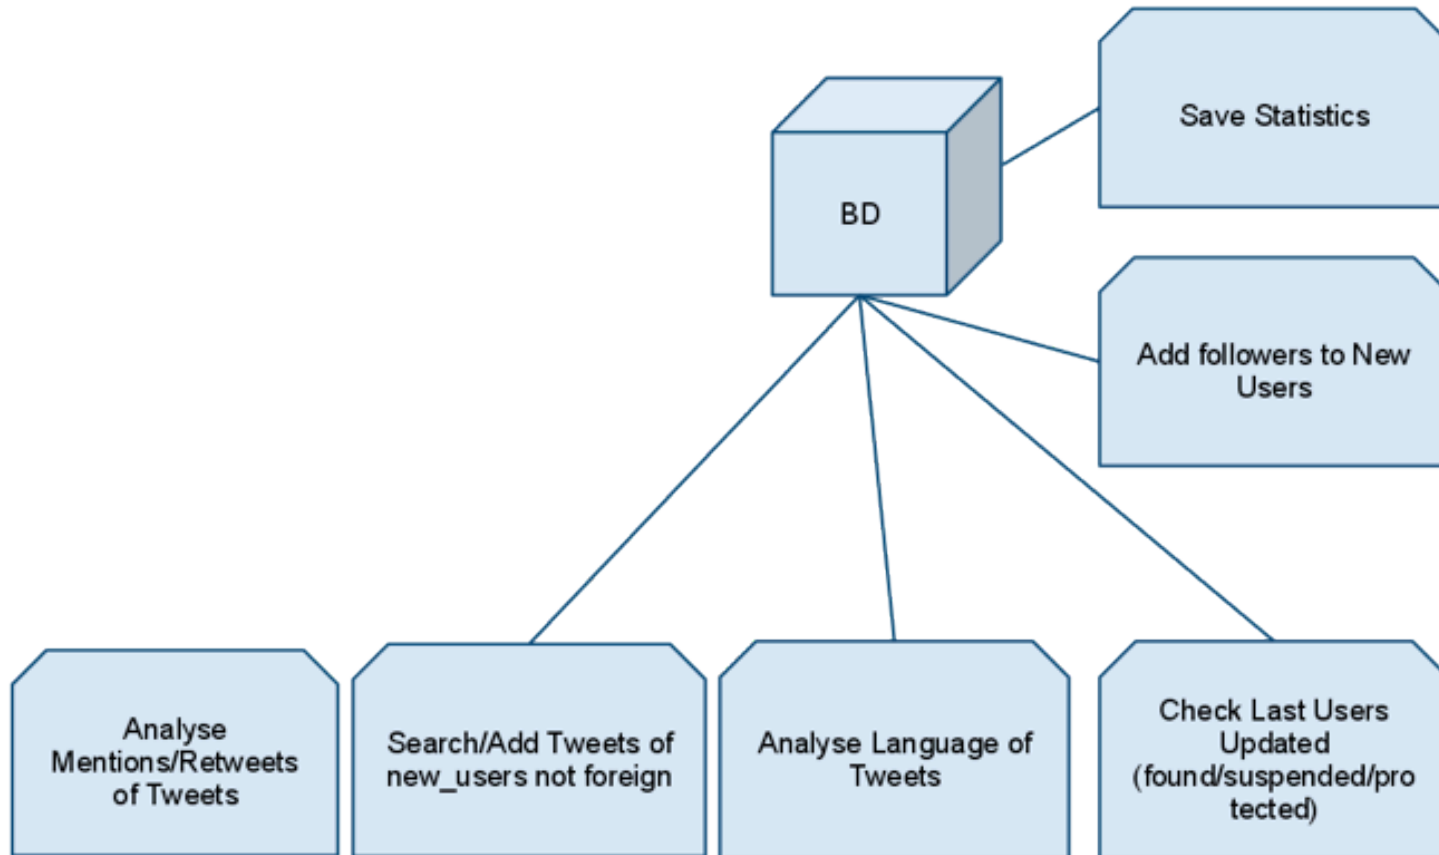 Save Statistics
BD
Add followers to New
Users
Analyse
Mentions/Retweets
of Tweets
Search/Add Tweets of
new_users not foreign
Analyse Language of
Tweets
Check Last Users
Updated
(found/suspended/pro
tected)